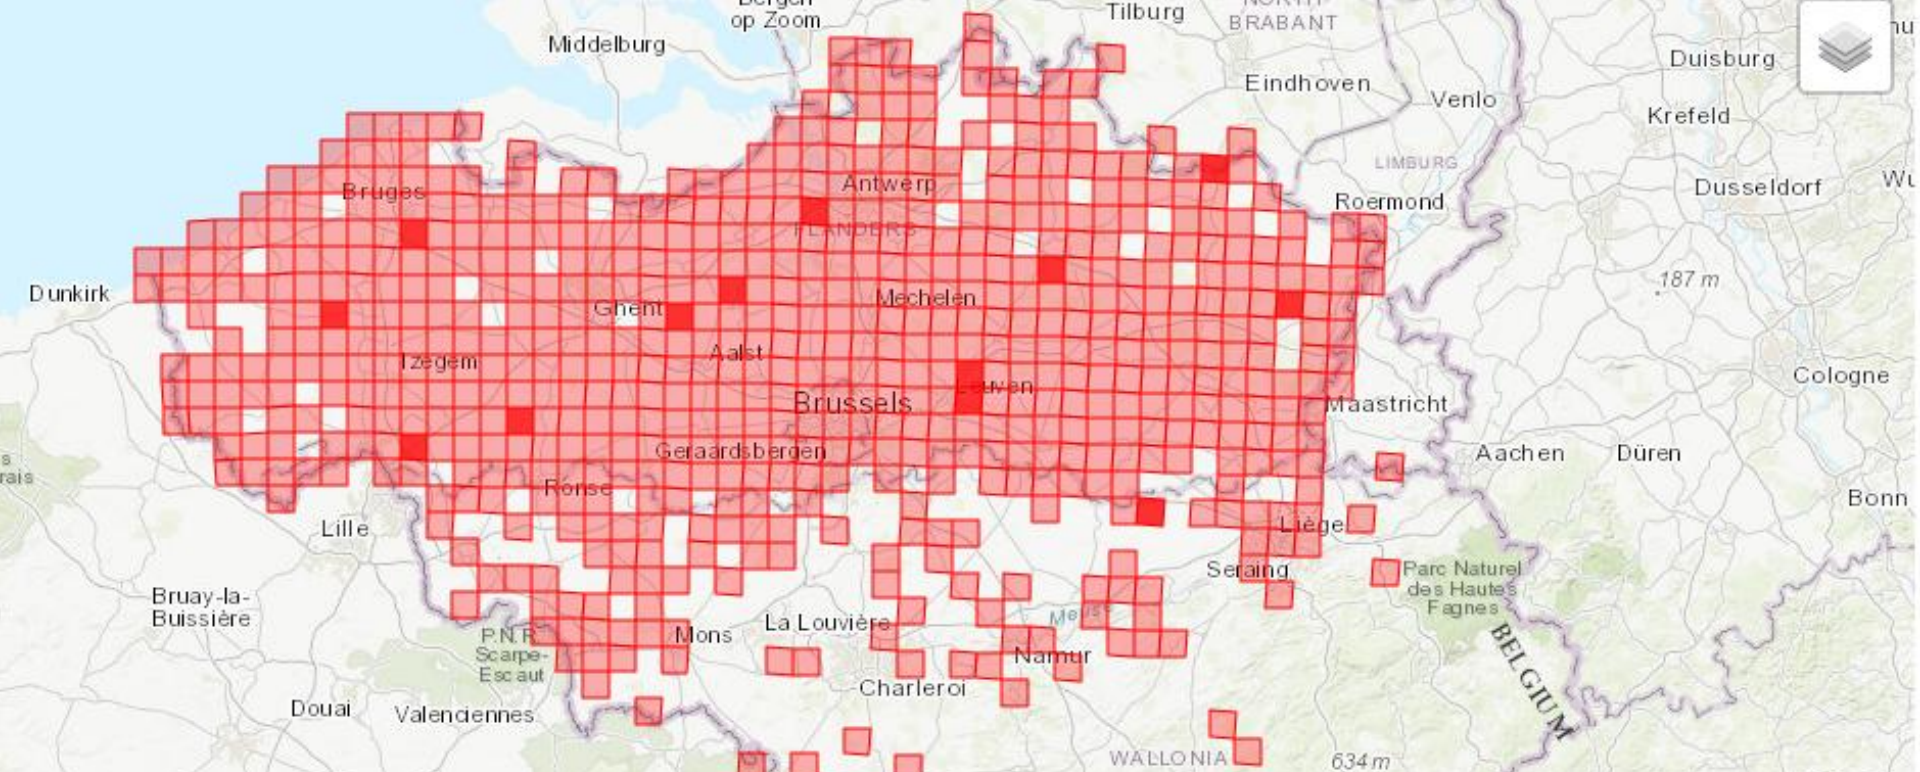 Bergen
op Zoom
Tilburg
NORTH
BRABANT
Middelburg
Duisburg
Eindhoven
Venlo
Krefeld
LIMBURG
Antwerp
Bruges
Dusseldorf
Roermond
FLANDERS
Dunkirk
187 m
Ghent
Mechelen
Izegem
Aalst
Leuven
Brussels
Cologne
Maastricht
Geraardsbergen
Aachen
Düren
Ronse
Bonn
Lille
Liège
Seraing
Parc Naturel
des Hautes
Fagnes
Bruay-la-
Buissière
Meuse
La Louvière
Mons
P.N.R.
Scarpe-
Escaut
Namur
Charleroi
BELGIUM
Douai
Valenciennes
WALLONIA
634 m